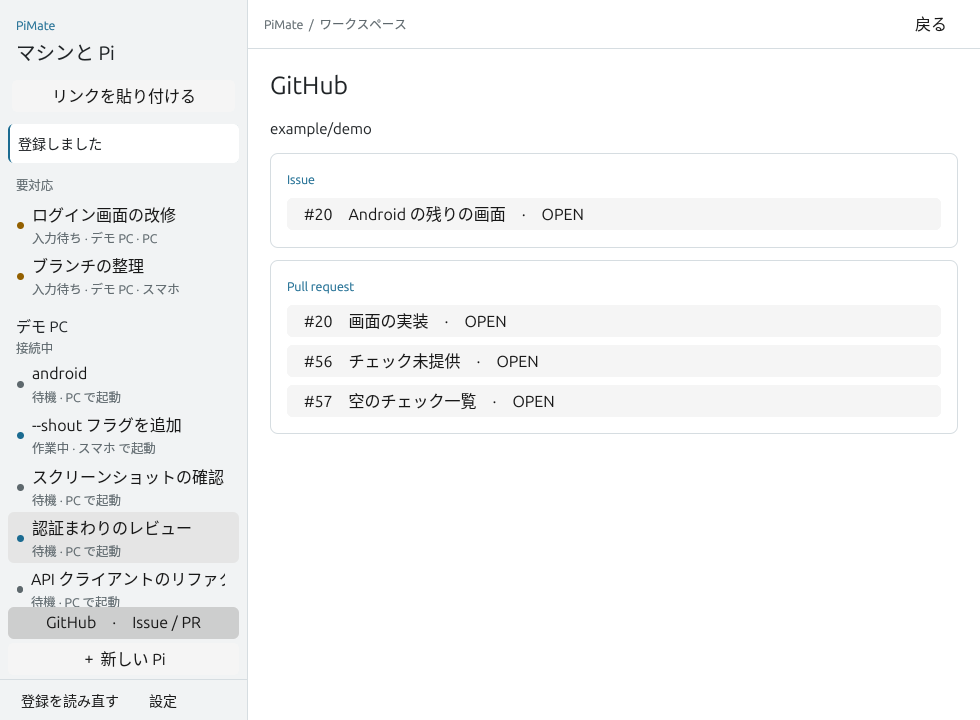 PiMate
マシンと Pi
リンクを貼り付ける
登録しました
要対応
ログイン画面の改修
入力待ち · デモ PC · PC
ブランチの整理
入力待ち · デモ PC · スマホ
デモ PC
接続中
android
待機 · PC で起動
--shout フラグを追加
作業中 · スマホ で起動
スクリーンショットの確認
待機 · PC で起動
認証まわりのレビュー
待機 · PC で起動
API クライアントのリファク
待機 · PC で起動
GitHub · Issue / PR
+ 新しい Pi
登録を読み直す 設定
PiMate / ワークスペース 戻る
GitHub
example/demo
Issue
#20 Android の残りの画面 · OPEN
Pull request
#20 画面の実装 · OPEN
#56 チェック未提供 · OPEN
#57 空のチェック一覧 · OPEN